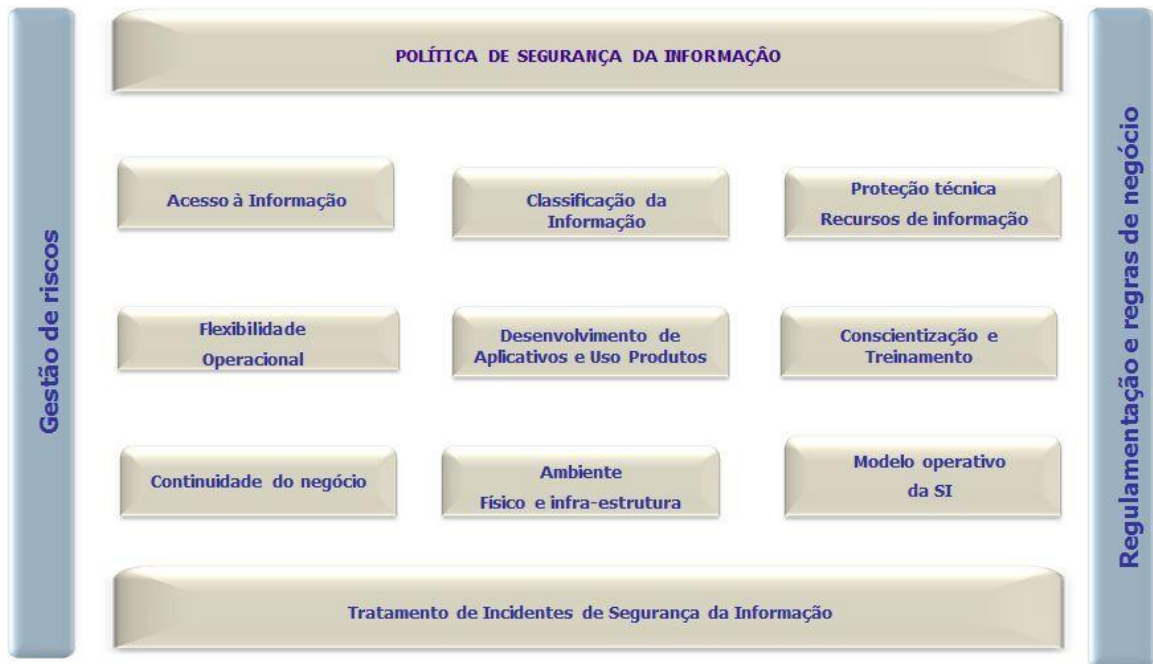 POLÍTICA DE SEGURANÇA DA INFORMAÇÂO
Gestão de riscos
Acesso à Informação
Classificação da
Informação
Proteção técnica
Recursos de informação
Flexibilidade
Operacional
Desenvolvimento de
Aplicativos e Uso Produtos
Conscientização e
Treinamento
Continuidade do negócio
Ambiente
Físico e infra-estrutura
Modelo operativo
da SI
Tratamento de Incidentes de Segurança da Informação
Regulamentação e regras de negócio